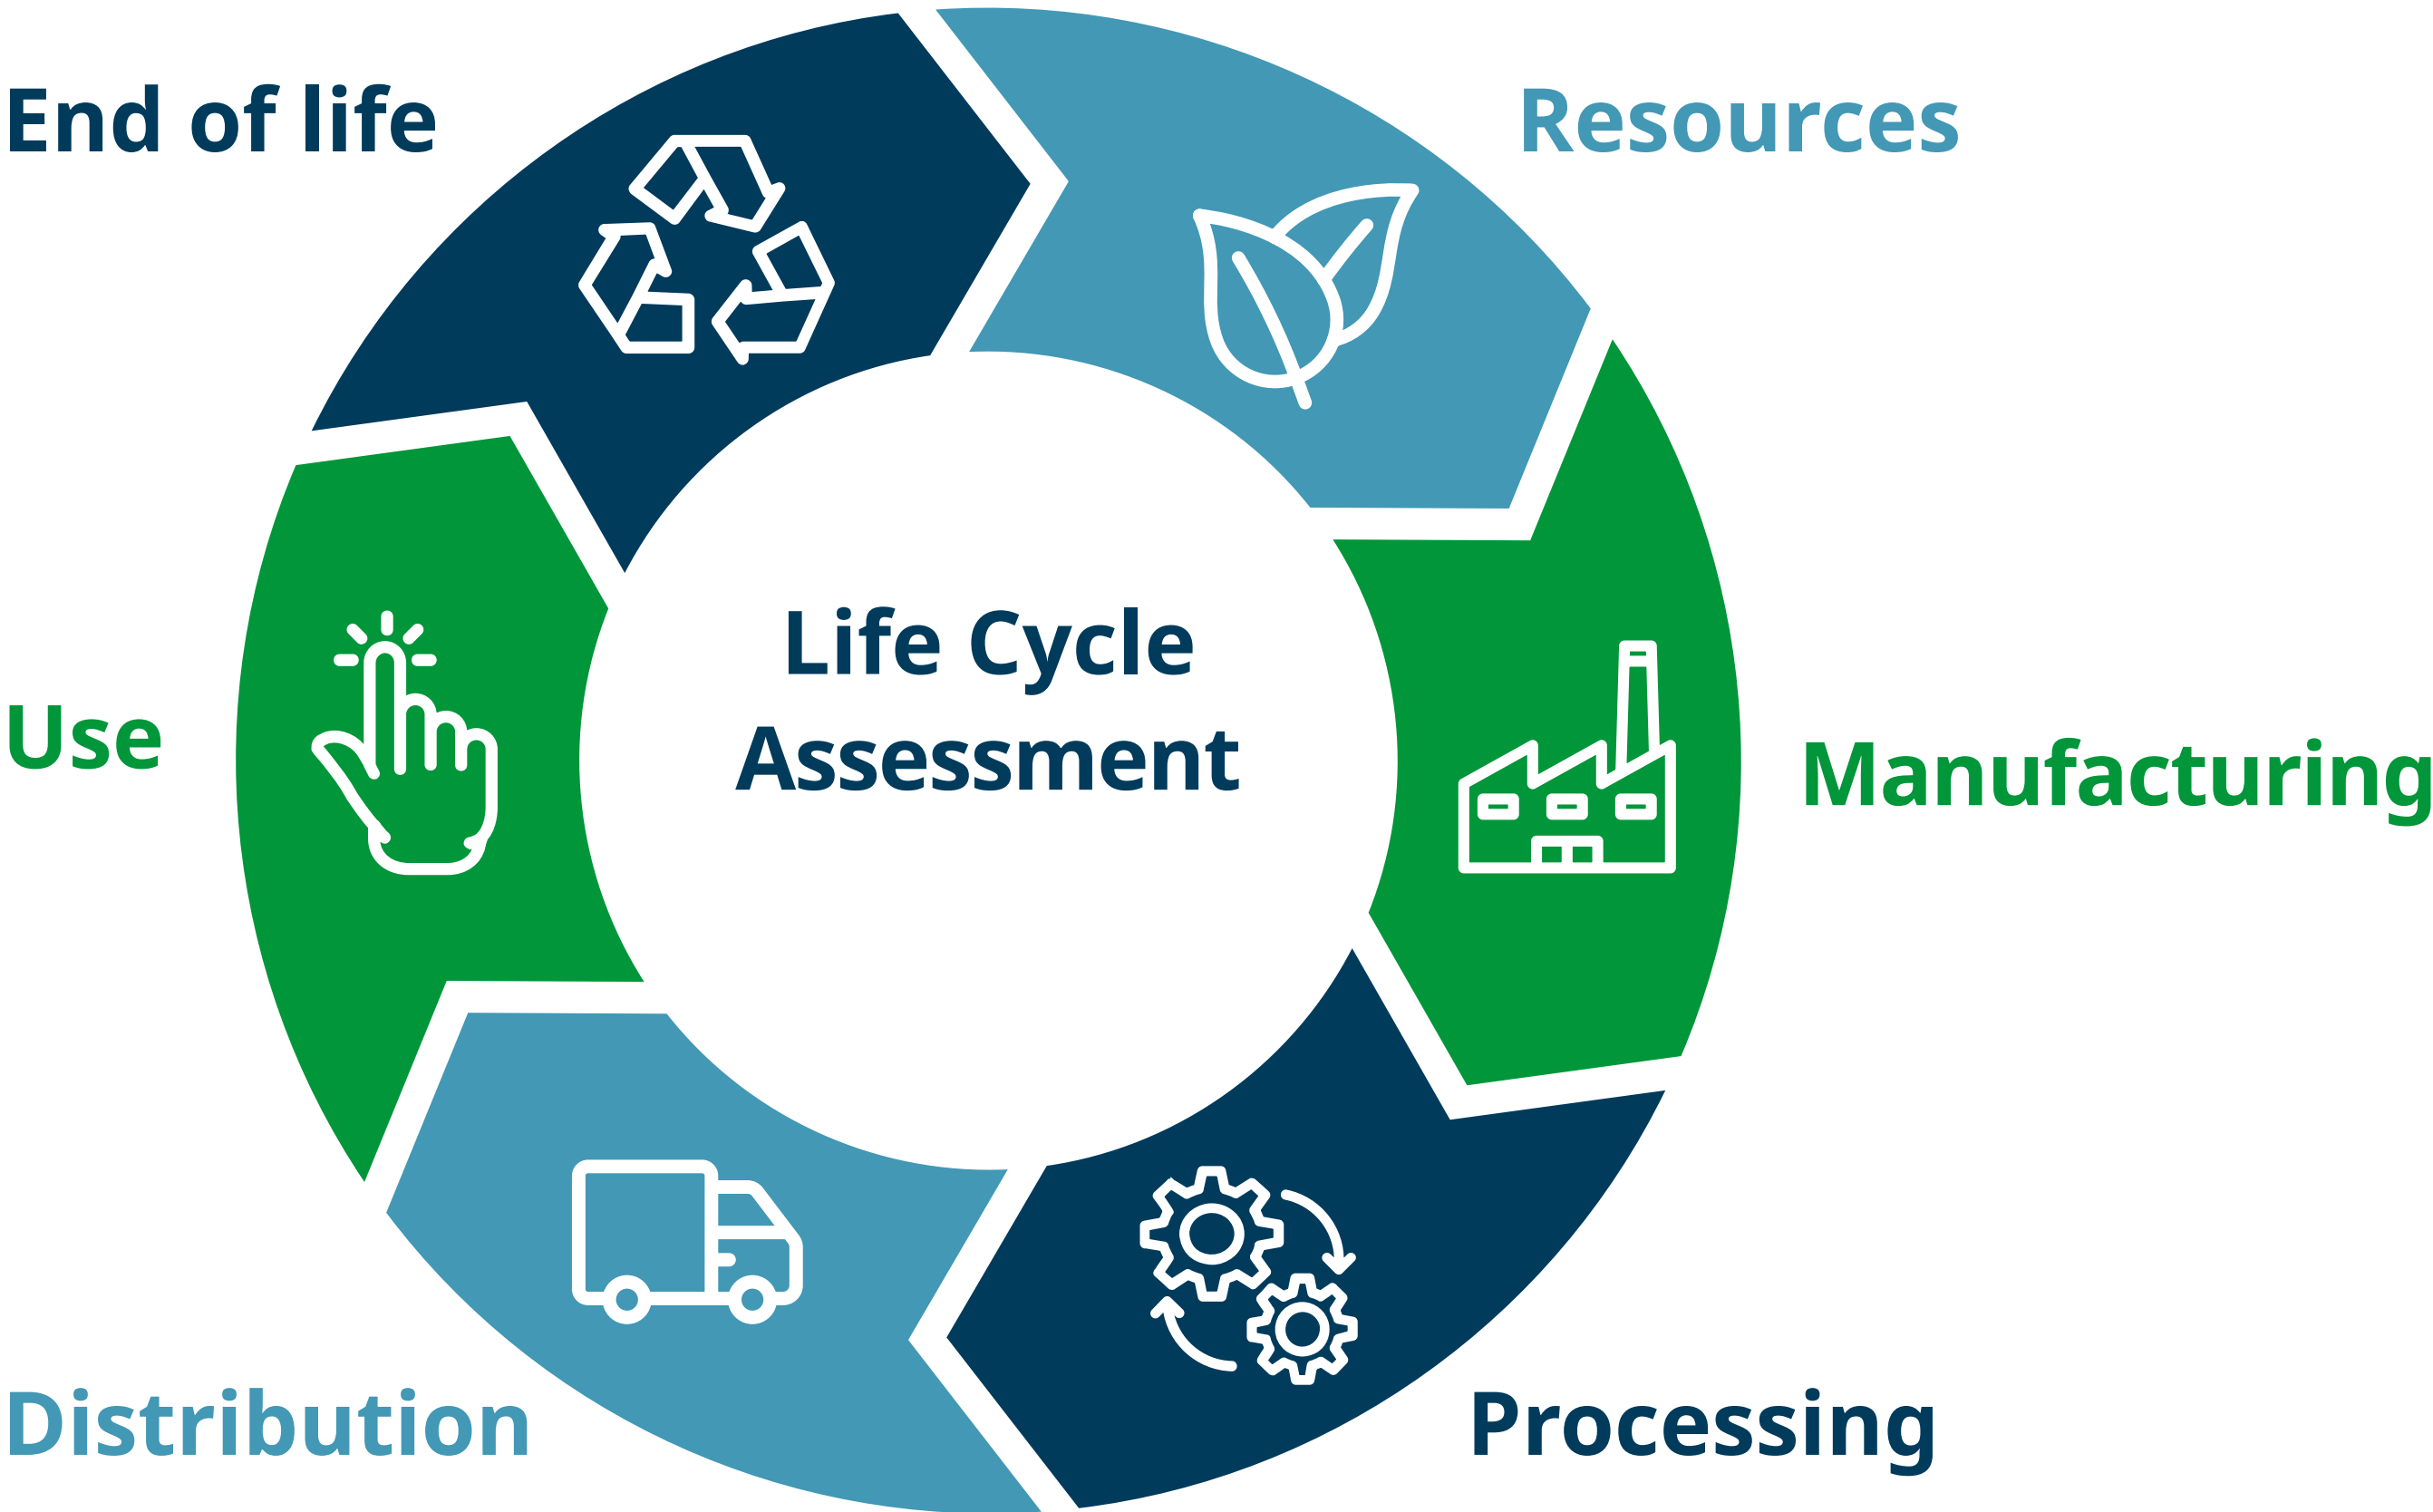 End of life
Resources
Life Cycle
Assessment
Use
Manufacturing
Distribution
Processing